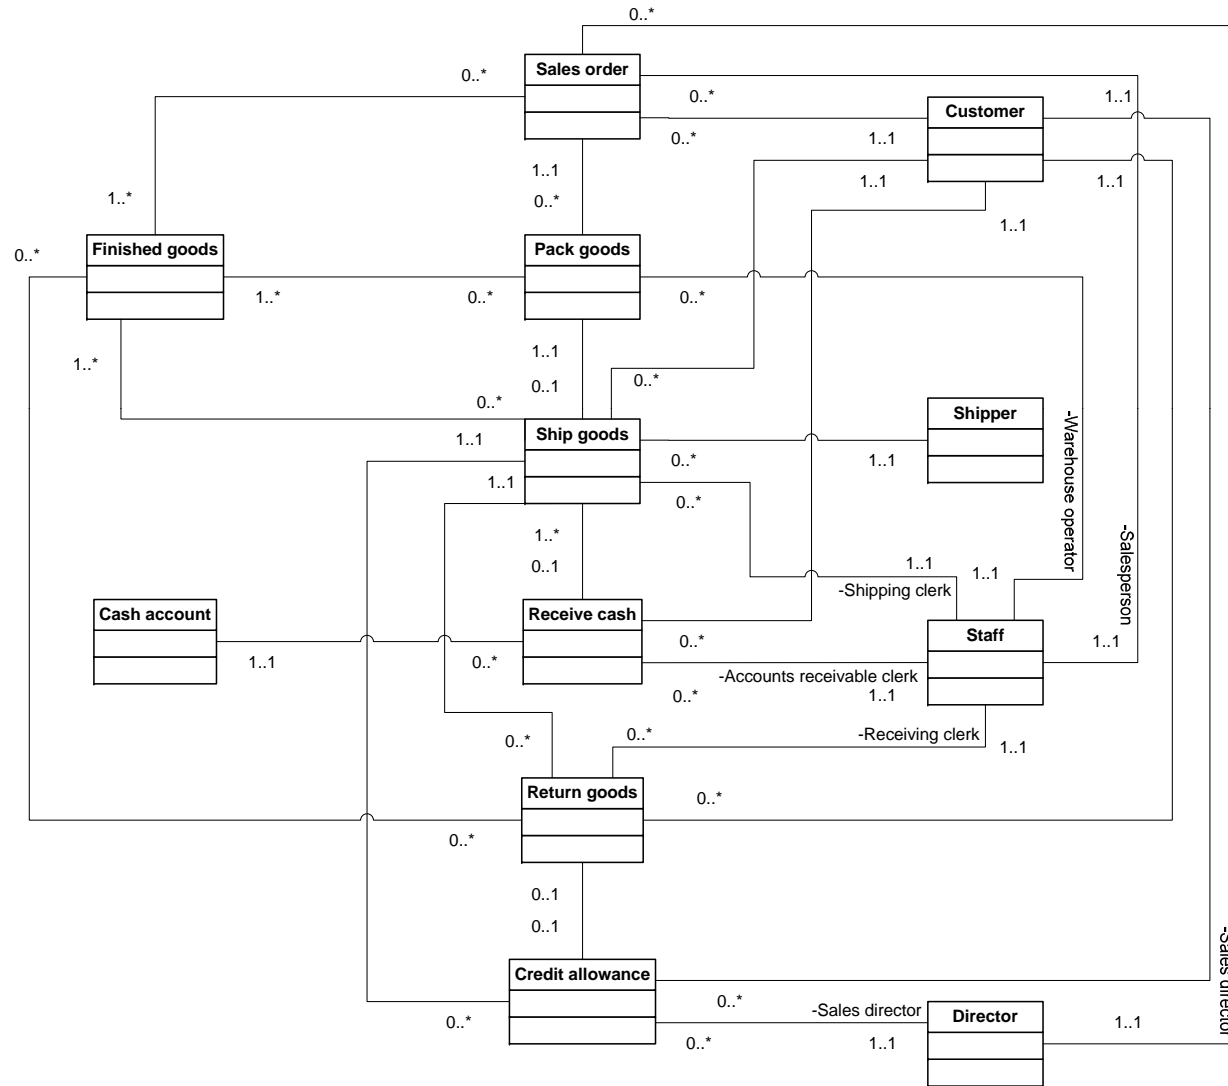 0..*
Sales order
0..*
0..*
1..1
Customer
0..*
1..1
1..1
1..1
1..1
0..*
1..*
1..1
0..*
Finished goods
Pack goods
1..*
0..*
0..*
1..1
1..*
0..*
0..1
0..*
Shipper
Ship goods
1..1
0..*
1..1
1..1
0..*
-Warehouse operator
1..*
-Salesperson
0..1
1..1
1..1
-Shipping clerk
Cash account
Receive cash
Staff
1..1
0..*
0..*
1..1
-Accounts receivable clerk
0..*
1..1
-Receiving clerk
0..*
0..*
1..1
Return goods
0..*
0..*
0..1
0..1
-Sales director
Credit allowance
0..*
-Sales director
Director
1..1
0..*
0..*
1..1